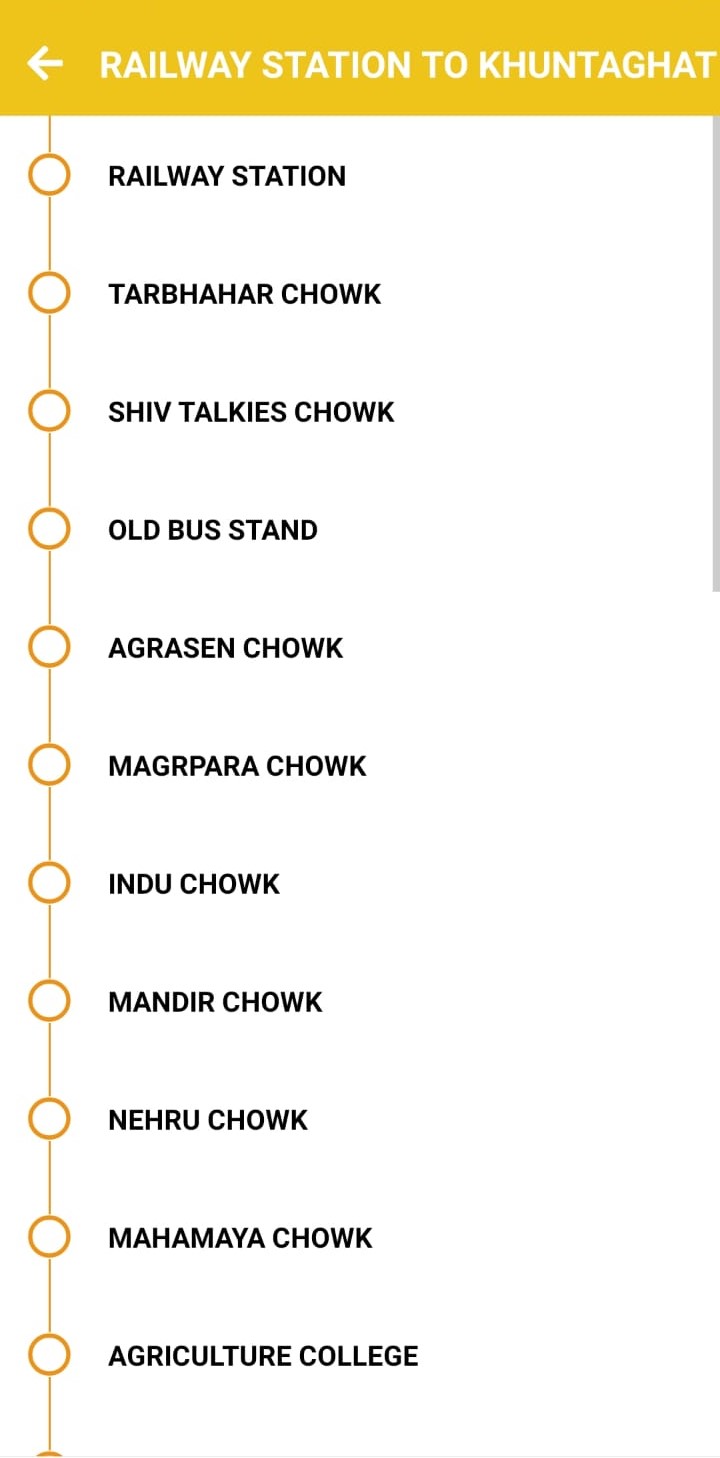 RAILWAY STATION TO KHUNTAGHAT
RAILWAY STATION
TARBHAHAR CHOWK
SHIV TALKIES CHOWK
OLD BUS STAND
AGRASEN CHOWK
MAGRPARA CHOWK
INDU CHOWK
MANDIR CHOWK
NEHRU CHOWK
MAHAMAYA CHOWK
AGRICULTURE COLLEGE